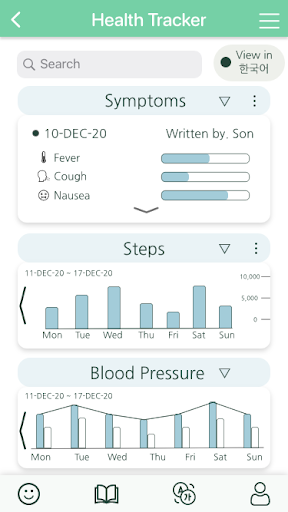 Health Tracker
Search
View in
한국어
Symptoms
10-DEC-20 Written by. Son
Fever
Cough
Nausea
Steps
11-DEC-20 – 17-DEC-20
10,000
5,000
0
Mon Tue Wed Thu Fri Sat Sun
Blood Pressure
11-DEC-20 – 17-DEC-20
Mon Tue Wed Thu Fri Sat Sun
A 가